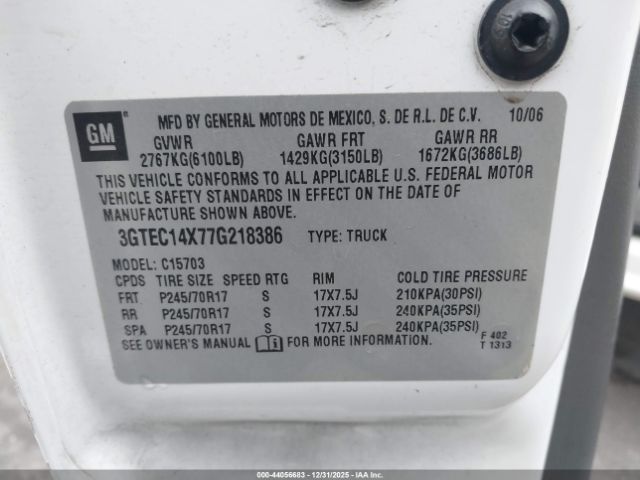 GM
MFD BY GENERAL MOTORS DE MEXICO, S. DE R.L. DE C.V. 10/06
GVWR GAWR FRT GAWR RR
2767KG(6100LB) 1429KG(3150LB) 1672KG(3686LB)
THIS VEHICLE CONFORMS TO ALL APPLICABLE U.S. FEDERAL MOTOR
VEHICLE SAFETY STANDARDS IN EFFECT ON THE DATE OF
MANUFACTURE SHOWN ABOVE.
3GTEC14X77G218386 TYPE: TRUCK
MODEL: C15703
CPDS TIRE SIZE SPEED RTG RIM COLD TIRE PRESSURE
FRT P245/70R17 S 17X7.5J 210KPA(30PSI)
RR P245/70R17 S 17X7.5J 240KPA(35PSI)
SPA P245/70R17 S 17X7.5J 240KPA(35PSI)
SEE OWNER'S MANUAL i FOR MORE INFORMATION.
F 402
T 1313
000-44056683 - 12/31/2025 - COPART